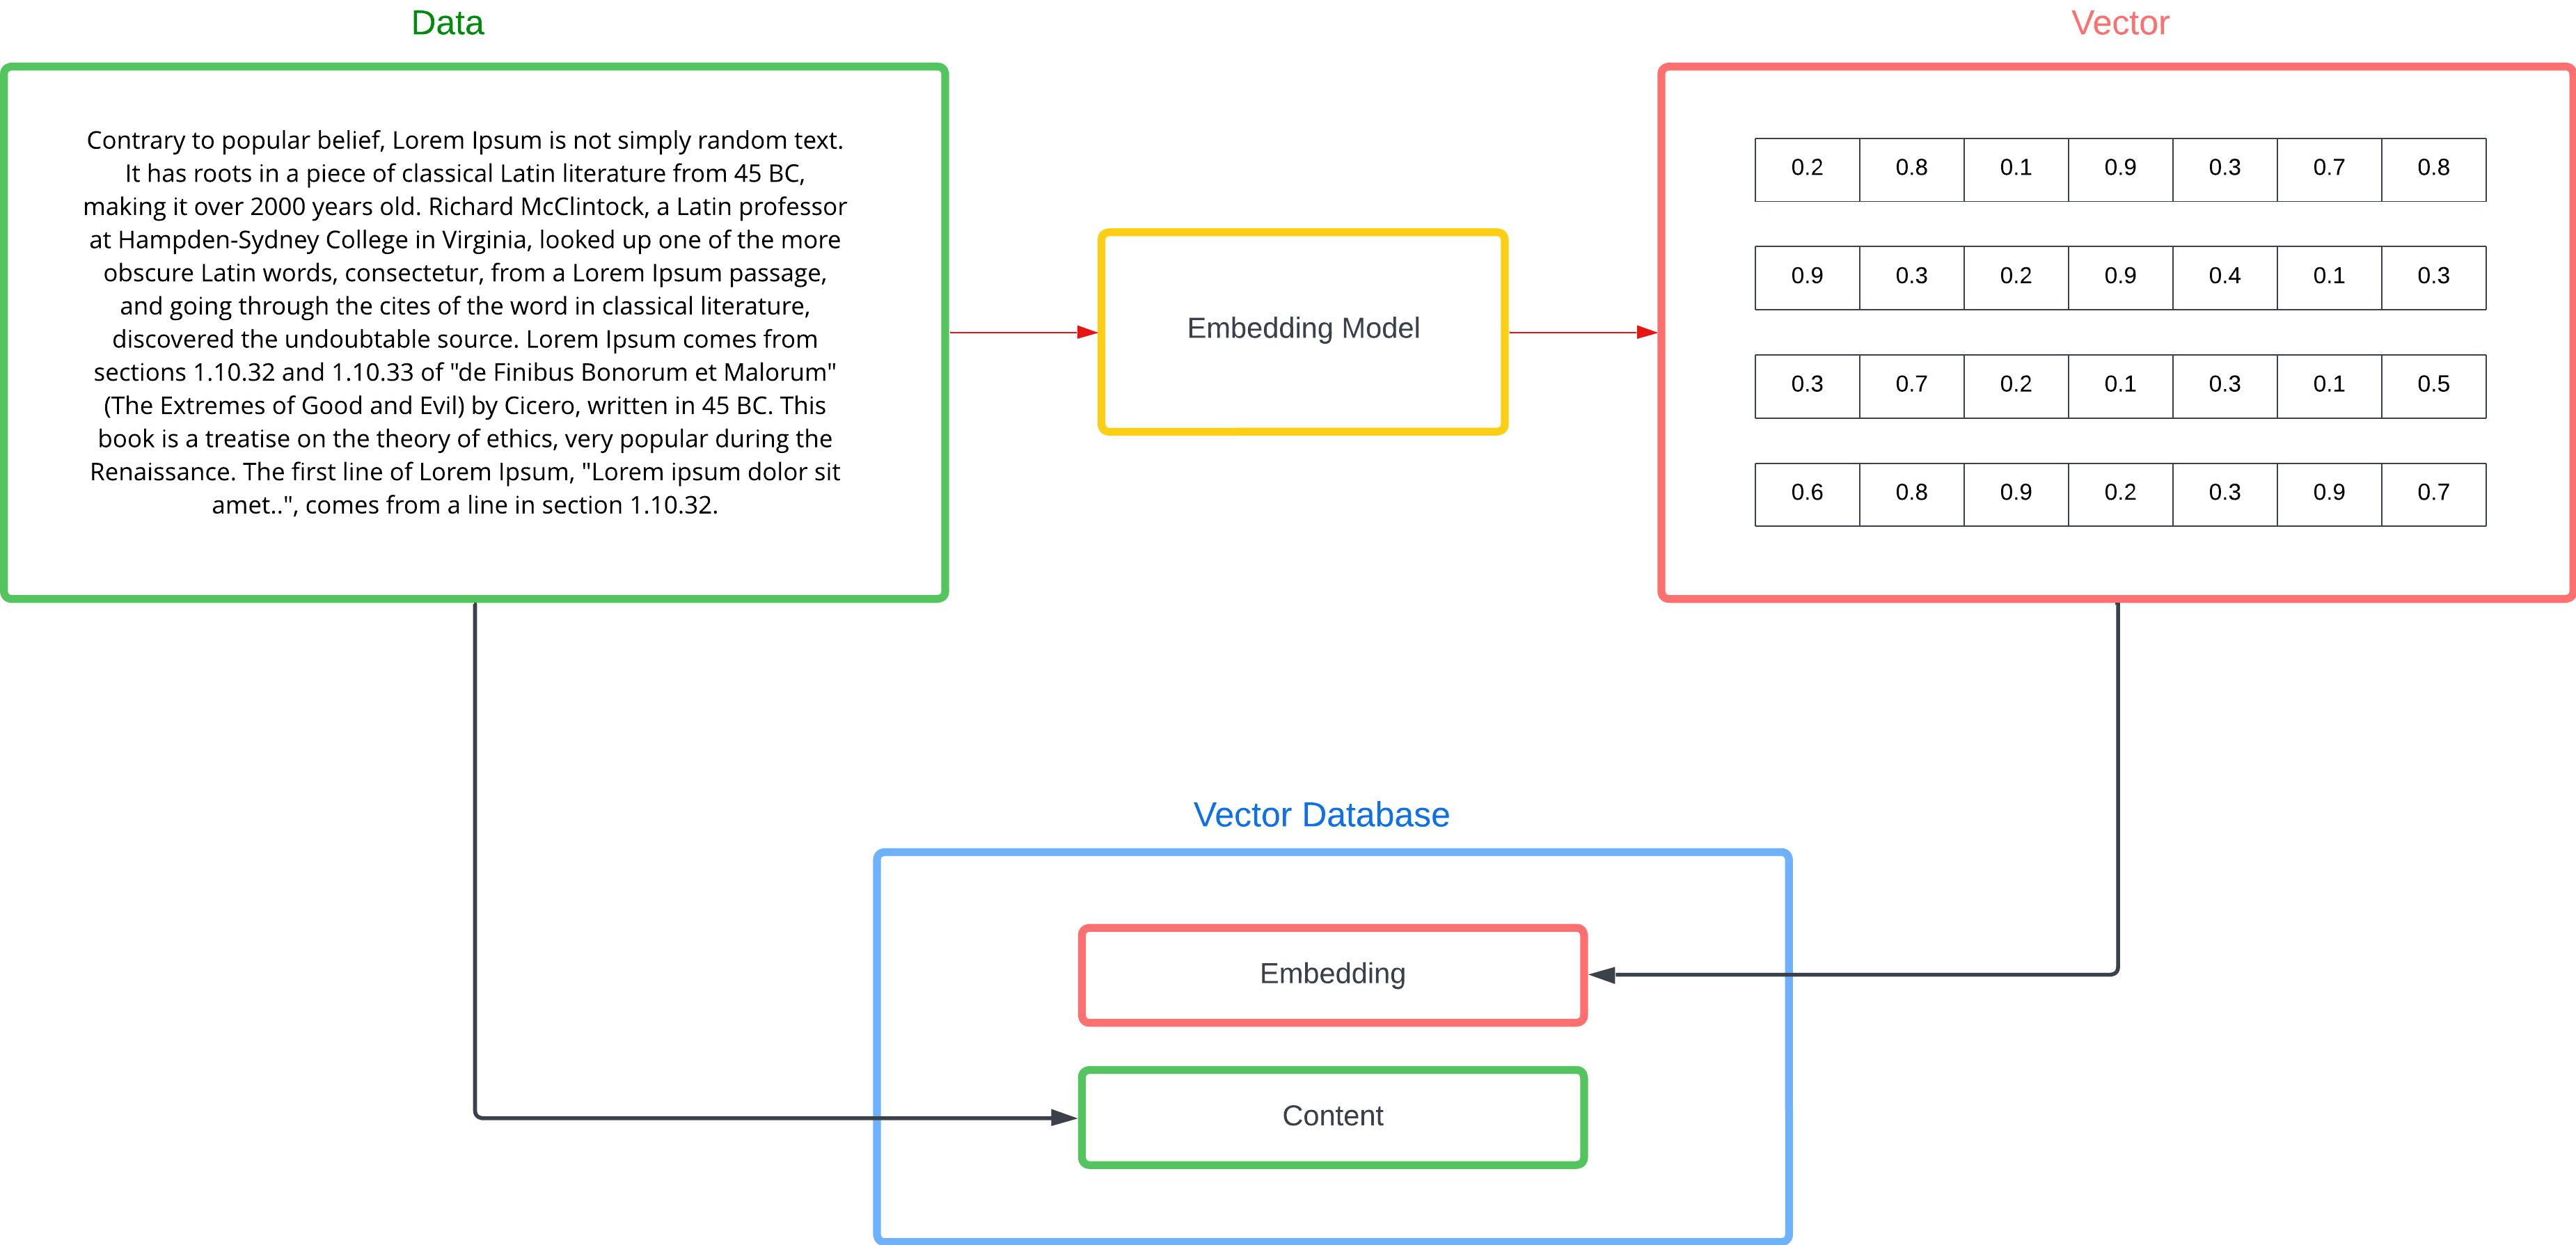 Data
Contrary to popular belief, Lorem Ipsum is not simply random text.
It has roots in a piece of classical Latin literature from 45 BC,
making it over 2000 years old. Richard McClintock, a Latin professor
at Hampden-Sydney College in Virginia, looked up one of the more
obscure Latin words, consectetur, from a Lorem Ipsum passage,
and going through the cites of the word in classical literature,
discovered the undoubtable source. Lorem Ipsum comes from
sections 1.10.32 and 1.10.33 of "de Finibus Bonorum et Malorum"
(The Extremes of Good and Evil) by Cicero, written in 45 BC. This
book is a treatise on the theory of ethics, very popular during the
Renaissance. The first line of Lorem Ipsum, "Lorem ipsum dolor sit
amet..", comes from a line in section 1.10.32.
Embedding Model
Vector
0.2 0.8 0.1 0.9 0.3 0.7 0.8
0.9 0.3 0.2 0.9 0.4 0.1 0.3
0.3 0.7 0.2 0.1 0.3 0.1 0.5
0.6 0.8 0.9 0.2 0.3 0.9 0.7
Vector Database
Embedding
Content